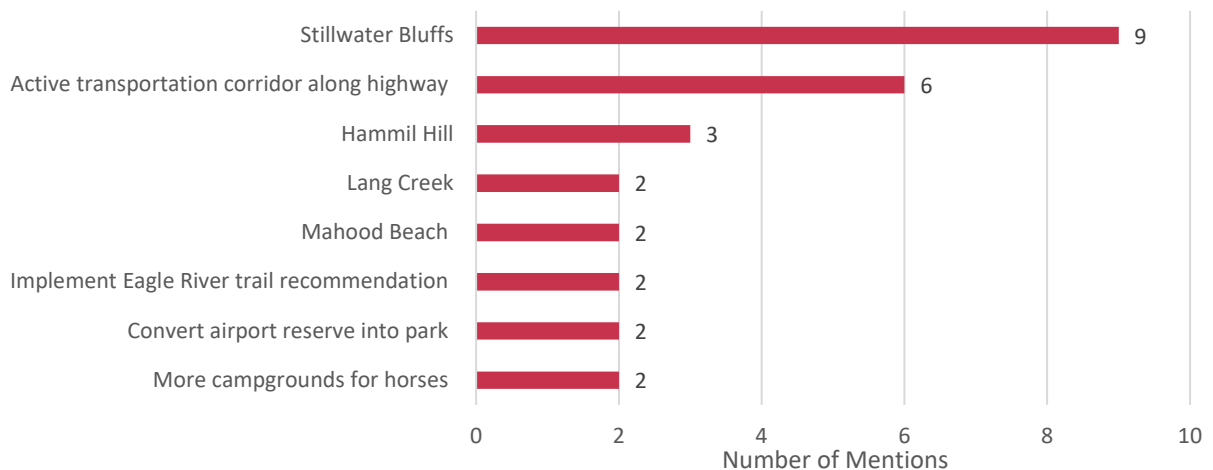 Stillwater Bluffs 9
Active transportation corridor along highway 6
Hammil Hill 3
Lang Creek 2
Mahood Beach 2
Implement Eagle River trail recommendation 2
Convert airport reserve into park 2
More campgrounds for horses 2
0 2 4 6 8 10
Number of Mentions